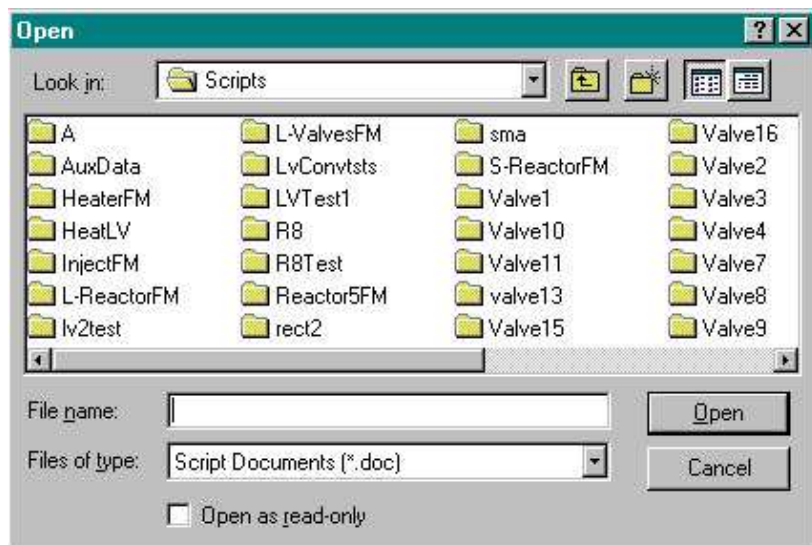 Open
Look in: Scripts
A L-ValvesFM sma Valve16
AuxData LvConvtsts S-ReactorFM Valve2
HeaterFM LVTest1 Valve1 Valve3
HeatLV R8 Valve10 Valve4
InjectFM R8Test Valve11 Valve7
L-ReactorFM Reactor5FM valve13 Valve8
lv2test rect2 Valve15 Valve9
File name: Open
Files of type: Script Documents (*.doc) Cancel
Open as read-only